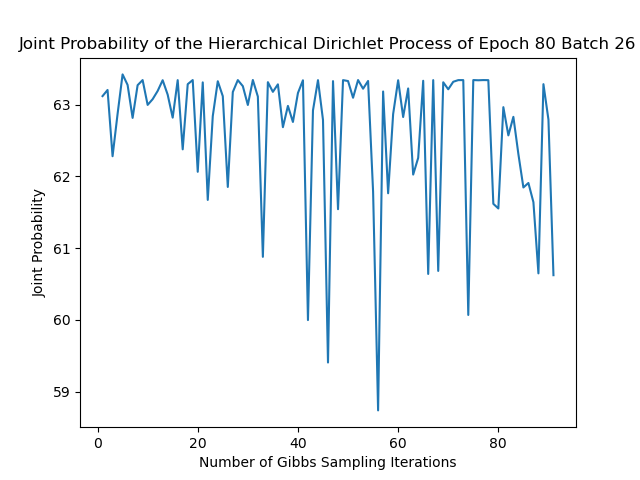 Joint Probability of the Hierarchical Dirichlet Process of Epoch 80 Batch 26
Joint Probability
63
62
61
60
59
0 20 40 60 80
Number of Gibbs Sampling Iterations